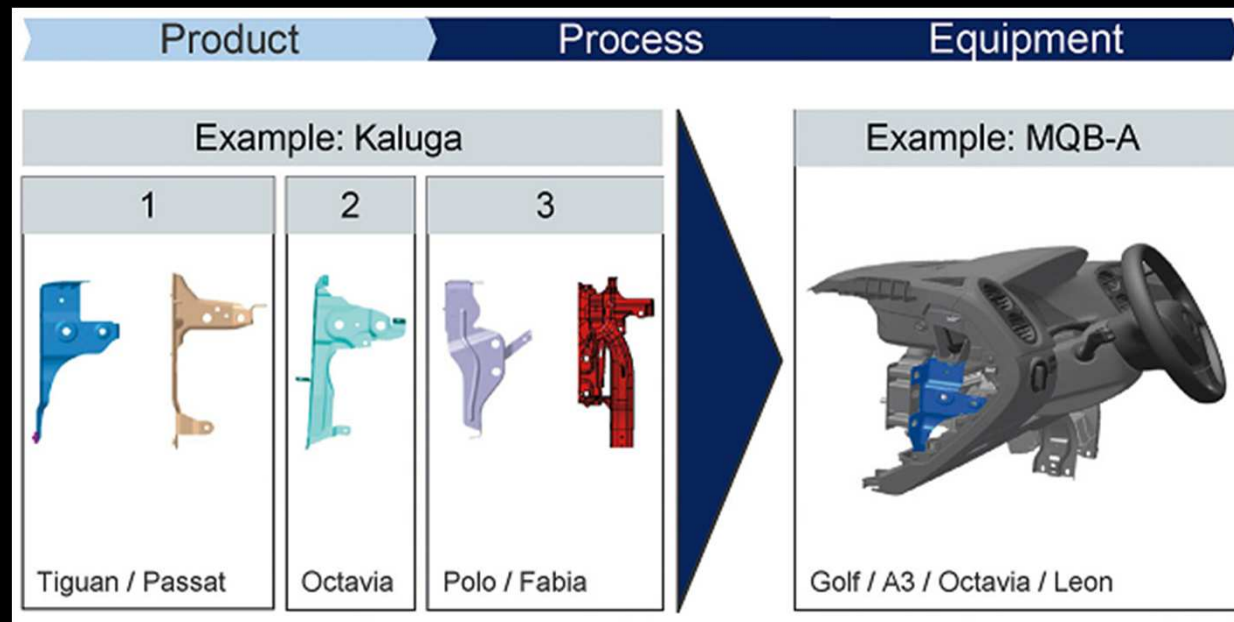 Product
Process
Equipment
Example: Kaluga
Example: MQB-A
1
2
3
Tiguan / Passat
Octavia
Polo / Fabia
Golf / A3 / Octavia / Leon